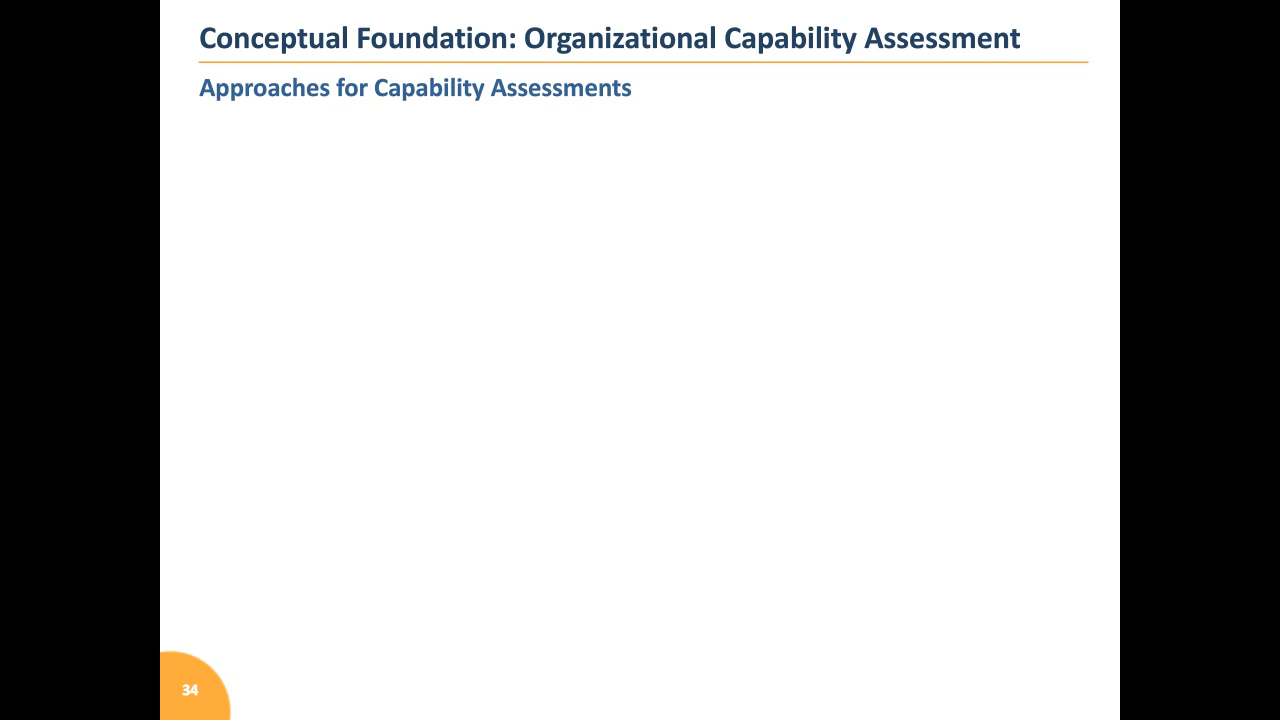 Conceptual Foundation: Organizational Capability Assessment
Approaches for Capability Assessments
34